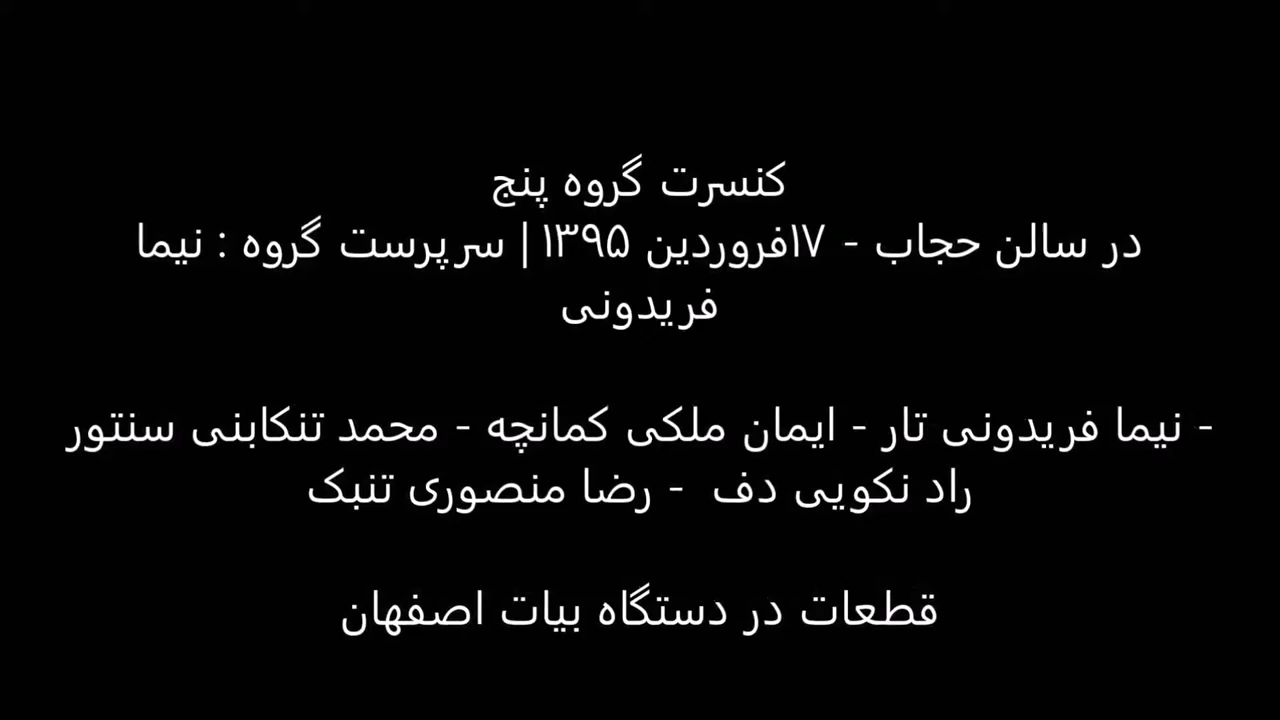 کنسرت گروه پنج
در سالن حجاب - ۱۷فروردین ۱۳۹۵ | سرپرست گروه : نیما
فریدونی
- نیما فریدونی تار - ایمان ملکی کمانچه - محمد تنکابنی سنتور
راد نکویی دف - رضا منصوری تنبک
قطعات در دستگاه بیات اصفهان